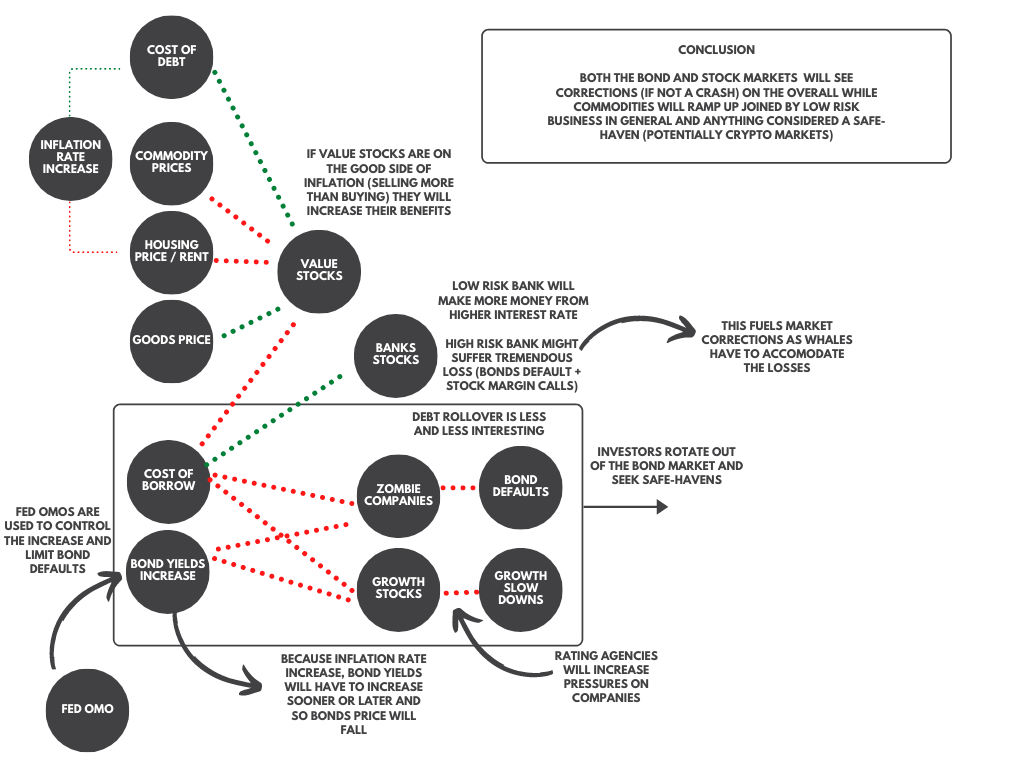 COST OF
DEBT
INFLATION
RATE
INCREASE
COMMODITY
PRICES
HOUSING
PRICE / RENT
GOODS PRICE
IF VALUE STOCKS ARE ON
THE GOOD SIDE OF
INFLATION (SELLING MORE
THAN BUYING) THEY WILL
INCREASE THEIR BENEFITS
VALUE
STOCKS
CONCLUSION
BOTH THE BOND AND STOCK MARKETS WILL SEE
CORRECTIONS (IF NOT A CRASH) ON THE OVERALL WHILE
COMMODITIES WILL RAMP UP JOINED BY LOW RISK
BUSINESS IN GENERAL AND ANYTHING CONSIDERED A SAFE-
HAVEN (POTENTIALLY CRYPTO MARKETS)
LOW RISK BANK WILL
MAKE MORE MONEY FROM
HIGHER INTEREST RATE
BANKS
STOCKS
HIGH RISK BANK MIGHT
SUFFER TREMENDOUS
LOSS (BONDS DEFAULT +
STOCK MARGIN CALLS)
THIS FUELS MARKET
CORRECTIONS AS WHALES
HAVE TO ACCOMODATE
THE LOSSES
DEBT ROLLOVER IS LESS
AND LESS INTERESTING
COST OF
BORROW
ZOMBIE
COMPANIES
BOND
DEFAULTS
INVESTORS ROTATE OUT
OF THE BOND MARKET AND
SEEK SAFE-HAVENS
FED OMOS ARE
USED TO CONTROL
THE INCREASE AND
LIMIT BOND
DEFAULTS
BOND YIELDS
INCREASE
GROWTH
STOCKS
GROWTH
SLOW
DOWNS
FED OMO
BECAUSE INFLATION RATE
INCREASE, BOND YIELDS
WILL HAVE TO INCREASE
SOONER OR LATER AND
SO BONDS PRICE WILL
FALL
RATING AGENCIES
WILL INCREASE
PRESSURES ON
COMPANIES